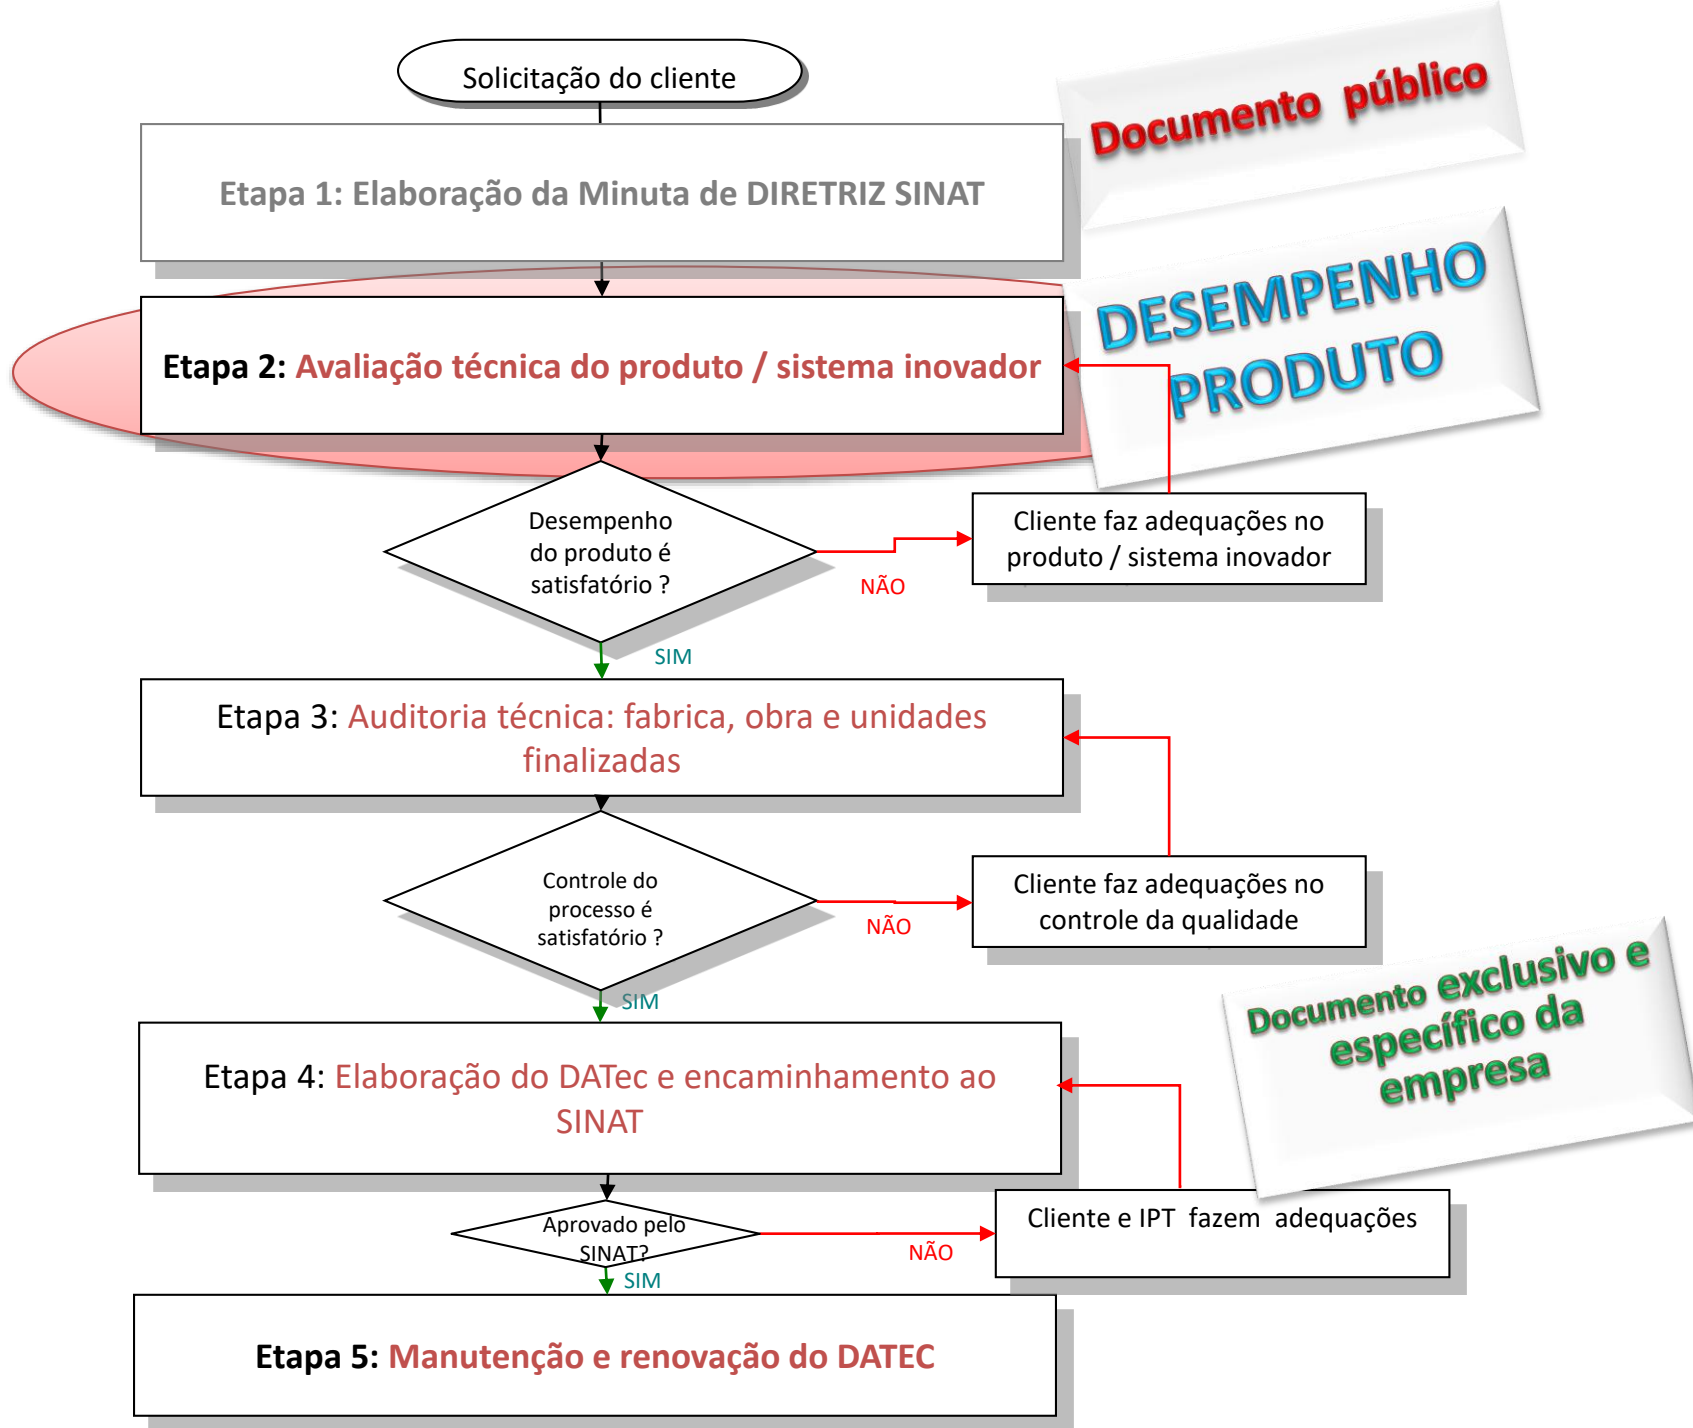 Solicitação do cliente
Documento público
Etapa 1: Elaboração da Minuta de DIRETRIZ SINAT
DESEMPENHO
PRODUTO
Etapa 2: Avaliação técnica do produto / sistema inovador
Desempenho
do produto é
satisfatório ?
NÃO
Cliente faz adequações no
produto / sistema inovador
SIM
Etapa 3: Auditoria técnica: fabrica, obra e unidades
finalizadas
Controle do
processo é
satisfatório ?
NÃO
Cliente faz adequações no
controle da qualidade
SIM
Documento exclusivo e
específico da
empresa
Etapa 4: Elaboração do DATec e encaminhamento ao
SINAT
Aprovado pelo
SINAT?
NÃO
Cliente e IPT fazem adequações
SIM
Etapa 5: Manutenção e renovação do DATEC